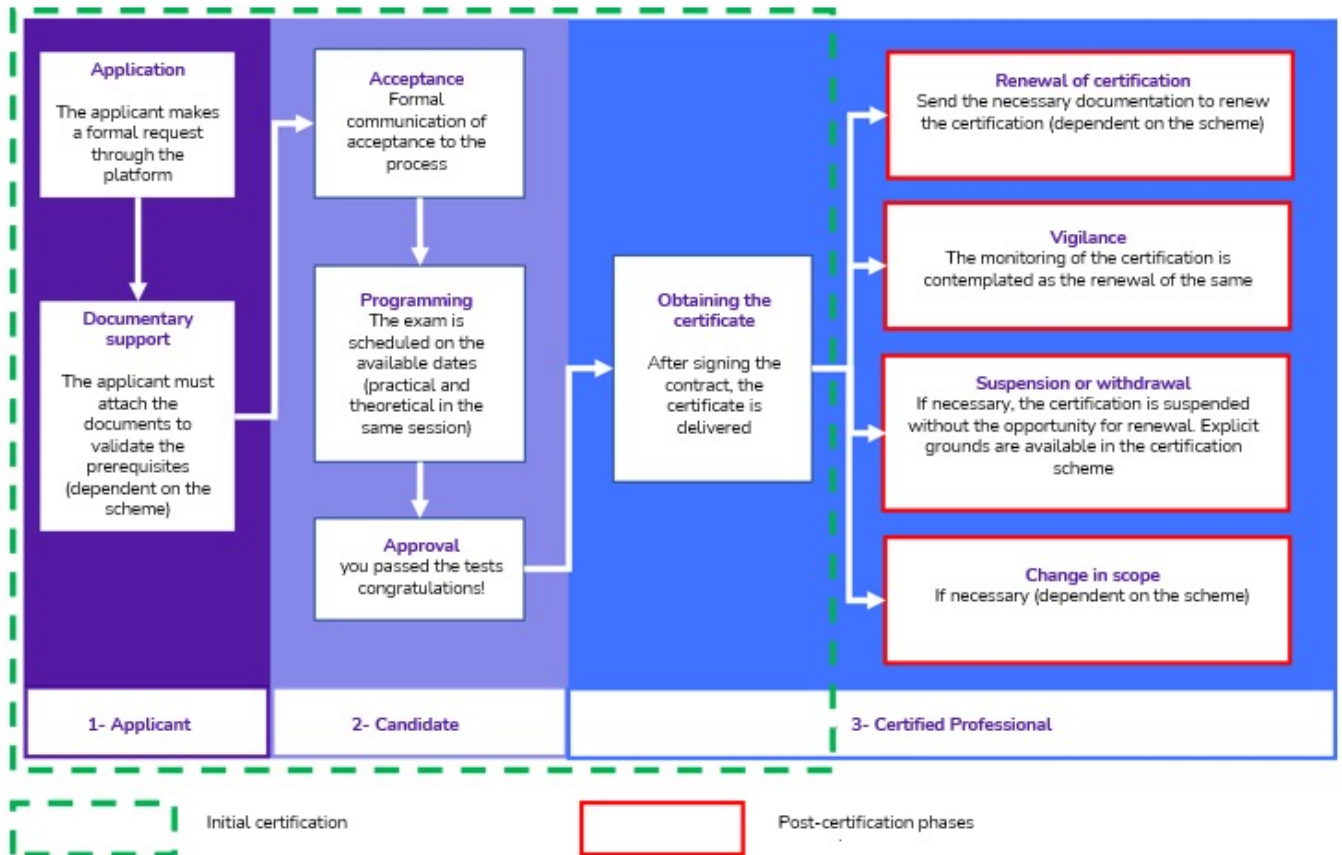 Application
The applicant makes
a formal request
through the
platform
Documentary
support
The applicant must
attach the
documents to
validate the
prerequisites
(dependent on the
scheme)
Acceptance
Formal
communication of
acceptance to the
process
Programming
The exam is
scheduled on the
available dates
(practical and
theoretical in the
same session)
Approval
you passed the tests
congratulations!
Obtaining the
certificate
After signing the
contract, the
certificate is
delivered
Renewal of certification
Send the necessary documentation to renew
the certification (dependent on the scheme)
Vigilance
The monitoring of the certification is
contemplated as the renewal of the same
Suspension or withdrawal
If necessary, the certification is suspended
without the opportunity for renewal. Explicit
grounds are available in the certification
scheme
Change in scope
If necessary (dependent on the scheme)
1- Applicant
2- Candidate
3- Certified Professional
Initial certification
Post-certification phases